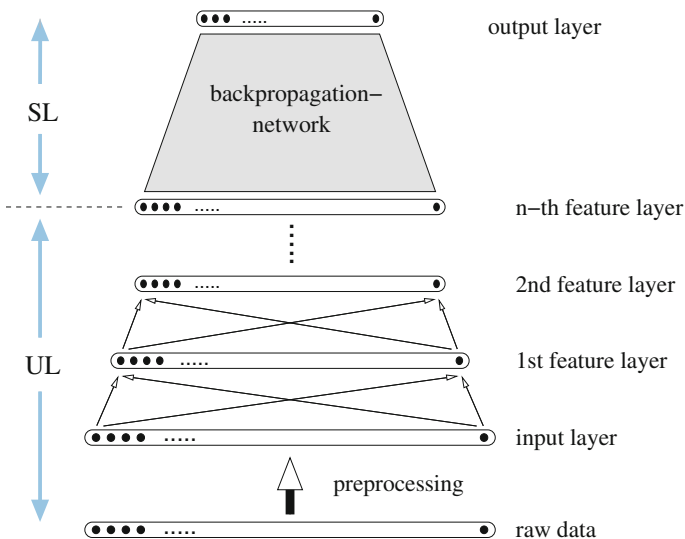 output layer
backpropagation−
network
SL
n−th feature layer
2nd feature layer
1st feature layer
UL
input layer
preprocessing
raw data